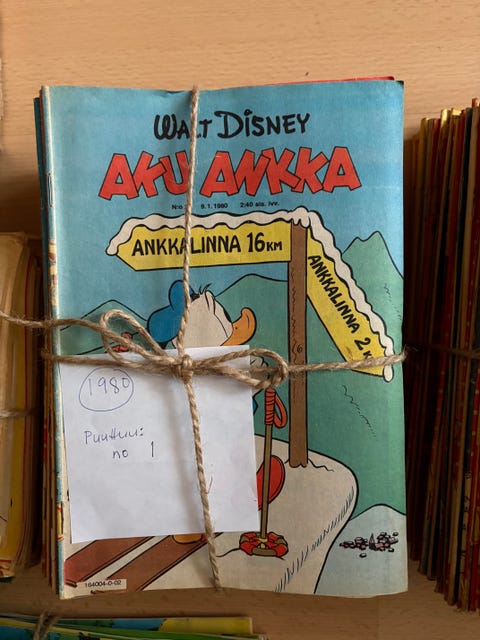 WALT DISNEY
AKU ANKKA
N:o 9.1.1980 2:40 sis. lvv.
ANKKALINNA 16 KM
ANKKALINNA 2 KM
1980
Puuttuu:
no 1
164004-0-02